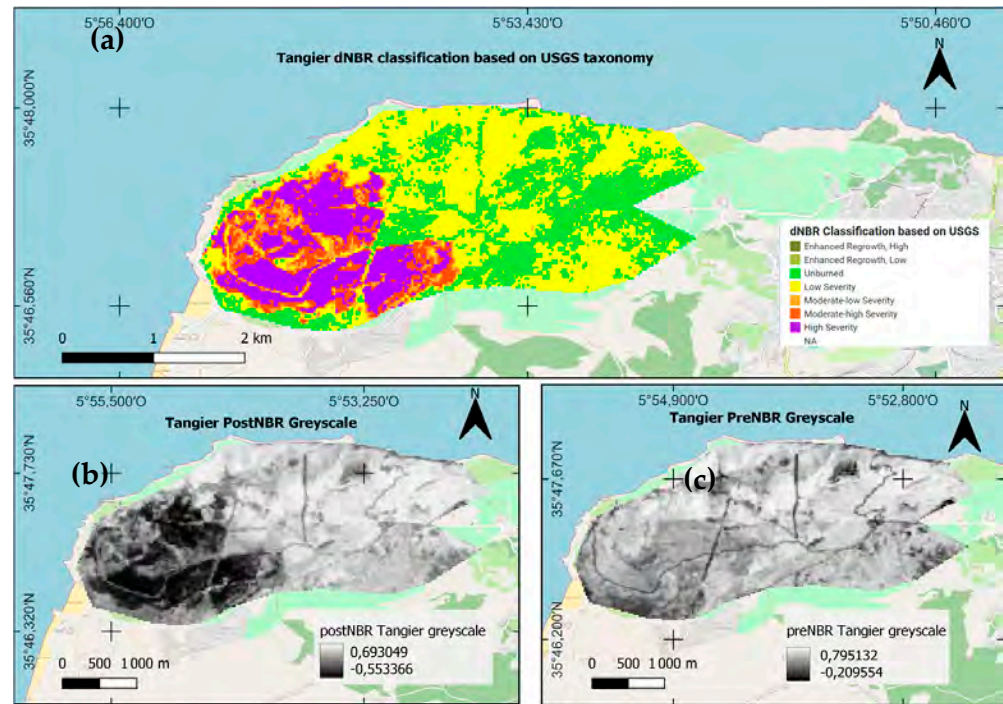 5°56,400'O
5°53,430'O
5°50,460'O
(a)
N
Tangier dNBR classification based on USGS taxonomy
35°48,000'N
35°46,560'N
dNBR Classification based on USGS
Enhanced Regrowth, High
Enhanced Regrowth, Low
Unburned
Low Severity
Moderate-low Severity
Moderate-high Severity
High Severity
NA
0 1 2 km
5°55,500'O
5°53,250'O
Tangier PostNBR Greyscale
N
(b)
35°47,730'N
35°46,320'N
postNBR Tangier greyscale
0,693049
-0,553366
0 500 1 000 m
5°54,900'O
5°52,800'O
Tangier PreNBR Greyscale
N
(c)
35°47,670'N
35°46,200'N
preNBR Tangier greyscale
0,795132
-0,209554
0 500 1 000 m